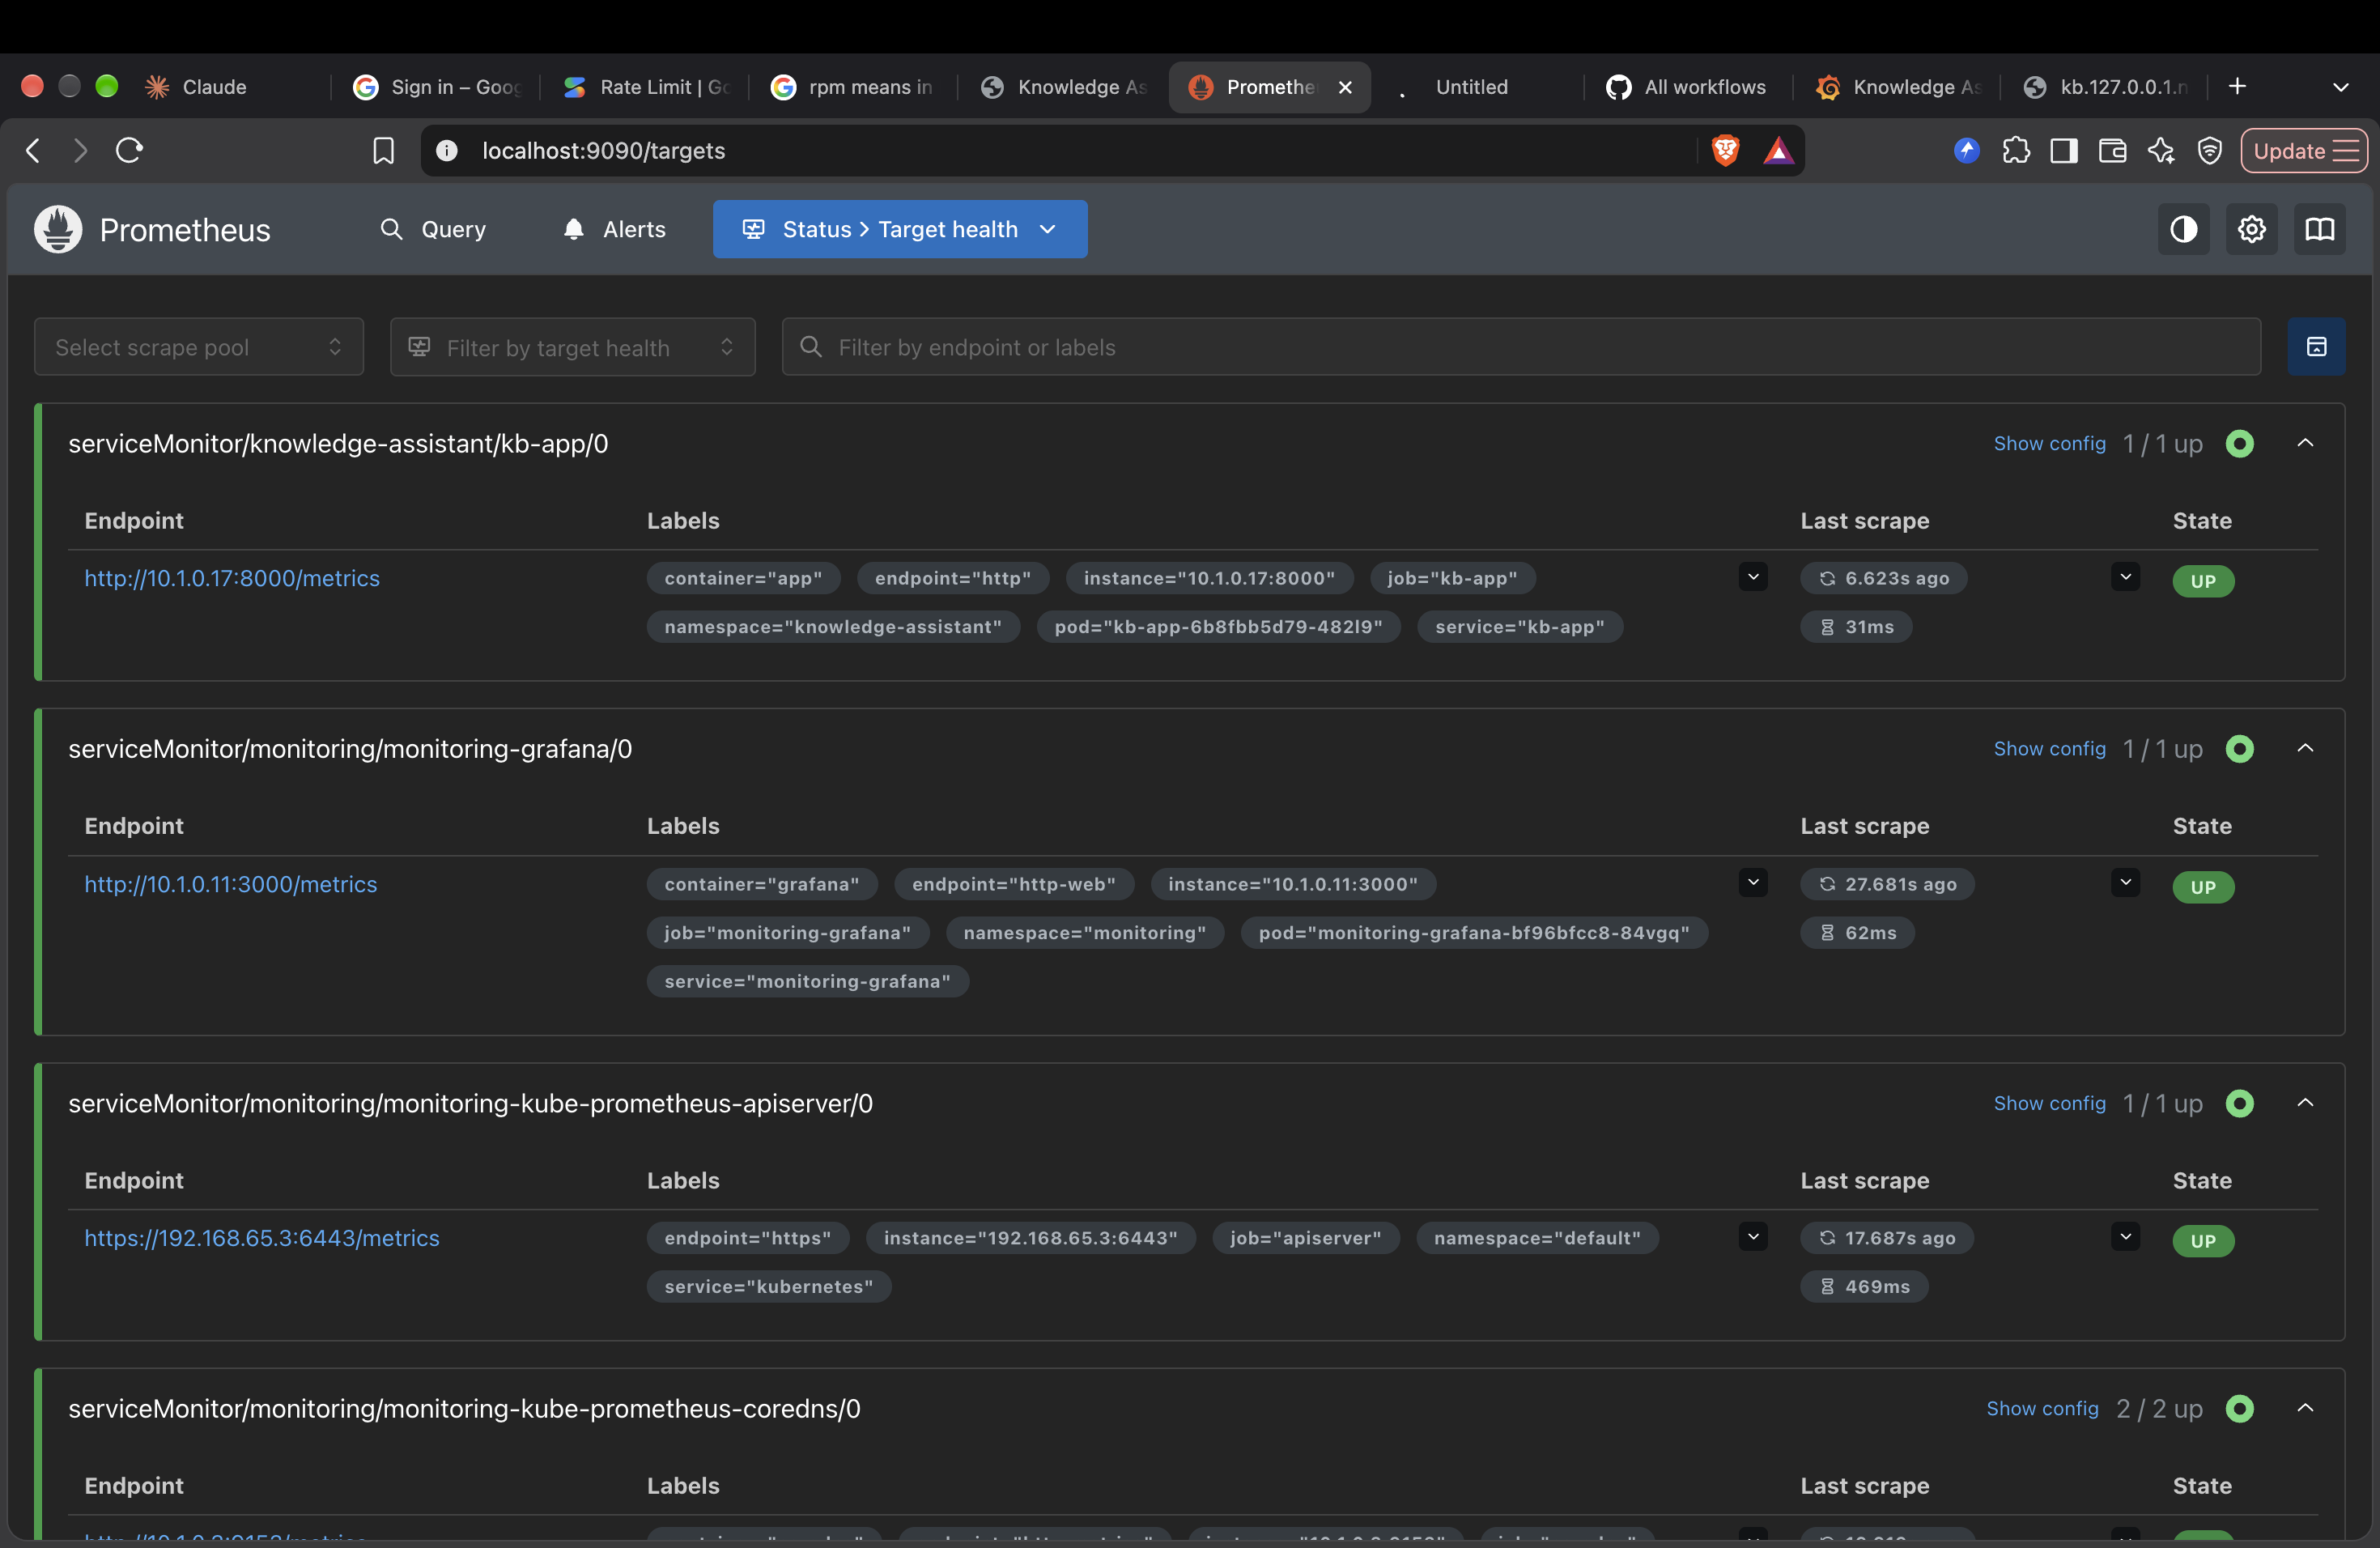 Claude
Sign in – Goog
Rate Limit | Go
rpm means in
Knowledge As
Promethe
Untitled
All workflows
Knowledge As
kb.127.0.0.1.n
localhost:9090/targets
Update
Prometheus
Query
Alerts
Status > Target health
Select scrape pool
Filter by target health
Filter by endpoint or labels
serviceMonitor/knowledge-assistant/kb-app/0
Show config 1 / 1 up
Endpoint Labels Last scrape State
http://10.1.0.17:8000/metrics container="app" endpoint="http" instance="10.1.0.17:8000" job="kb-app" 6.623s ago UP
namespace="knowledge-assistant" pod="kb-app-6b8fbb5d79-482l9" service="kb-app" 31ms
serviceMonitor/monitoring/monitoring-grafana/0
Show config 1 / 1 up
Endpoint Labels Last scrape State
http://10.1.0.11:3000/metrics container="grafana" endpoint="http-web" instance="10.1.0.11:3000" 27.681s ago UP
job="monitoring-grafana" namespace="monitoring" pod="monitoring-grafana-bf96bfcc8-84vgq" 62ms
service="monitoring-grafana"
serviceMonitor/monitoring/monitoring-kube-prometheus-apiserver/0
Show config 1 / 1 up
Endpoint Labels Last scrape State
https://192.168.65.3:6443/metrics endpoint="https" instance="192.168.65.3:6443" job="apiserver" namespace="default" 17.687s ago UP
service="kubernetes" 469ms
serviceMonitor/monitoring/monitoring-kube-prometheus-coredns/0
Show config 2 / 2 up
Endpoint Labels Last scrape State